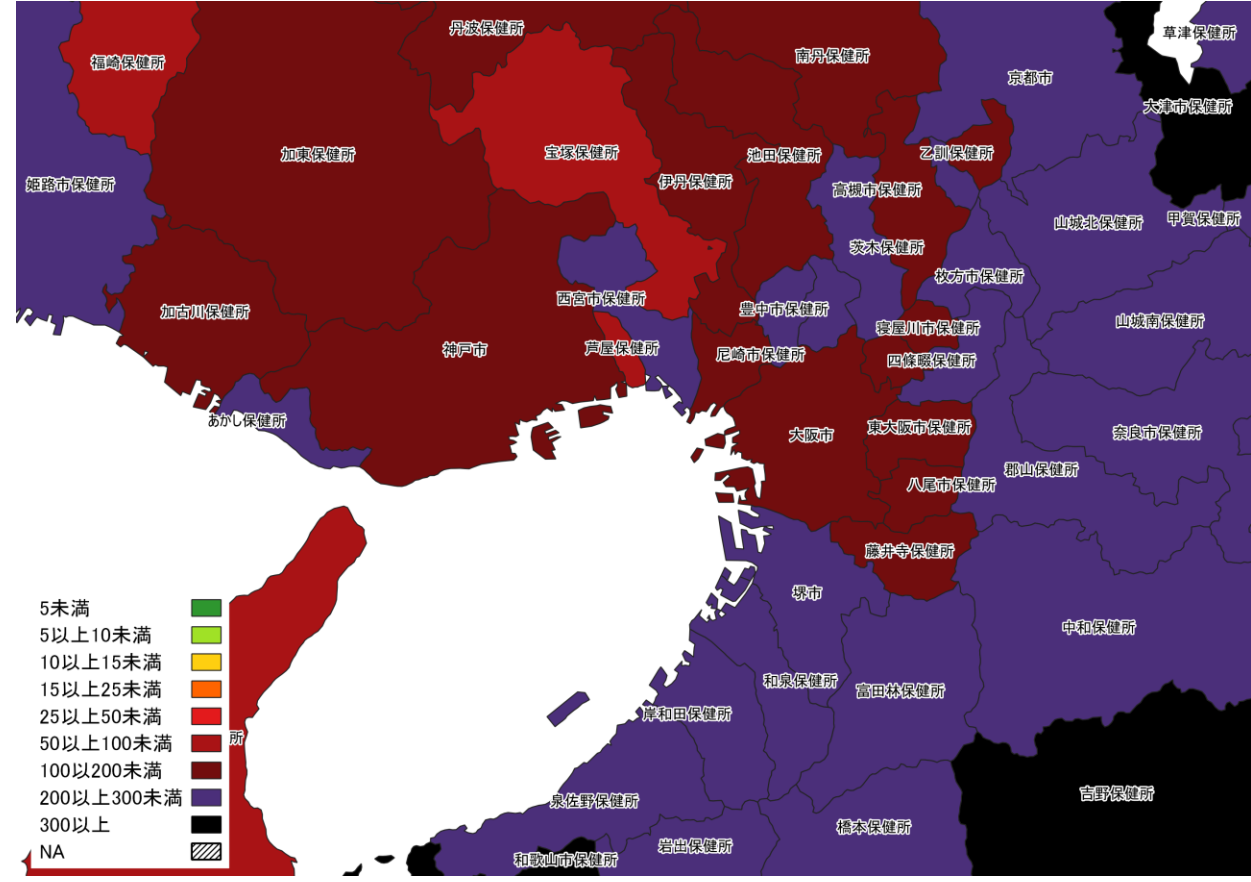 丹波保健所
草津保健所
福崎保健所
南丹保健所
京都市
大津市保健所
加東保健所
宝塚保健所
池田保健所
乙訓保健所
姫路市保健所
伊丹保健所
高槻市保健所
山城北保健所
甲賀保健所
茨木保健所
枚方市保健所
西宮市保健所
加古川保健所
豊中市保健所
山城南保健所
寝屋川市保健所
神戸市
芦屋保健所
尼崎市保健所
四條畷保健所
あかし保健所
大阪市
東大阪市保健所
奈良市保健所
郡山保健所
八尾市保健所
藤井寺保健所
堺市
中和保健所
和泉保健所
富田林保健所
岸和田保健所
所
吉野保健所
泉佐野保健所
橋本保健所
岩出保健所
和歌山市保健所
5未満
5以上10未満
10以上15未満
15以上25未満
25以上50未満
50以上100未満
100以200未満
200以上300未満
300以上
NA